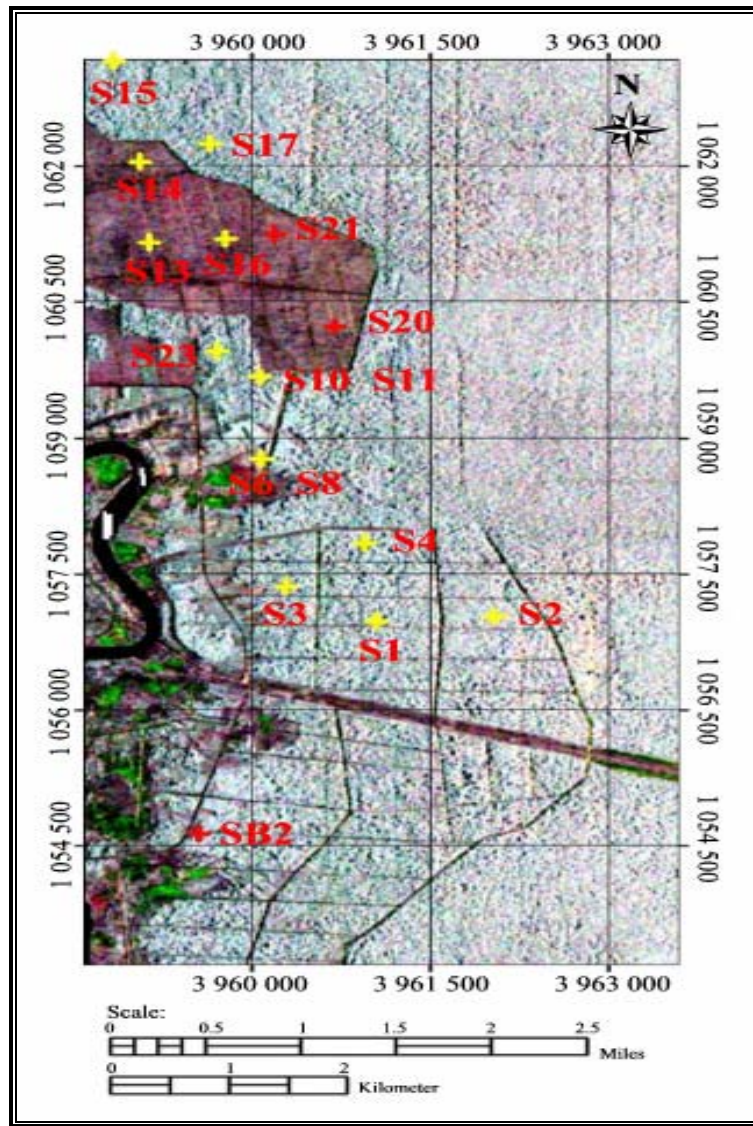 3 960 000 3 961 500 3 963 000
N
S15
S17
1 062 000 1 062 000
S14
S21
S13 S16
1 060 500 1 060 500
S20
S23
S10 S11
1 059 000 1 059 000
S6 S8
S4
1 057 500 1 057 500
S3 S2
S1
1 056 000 1 056 500
SB2
1 054 500 1 054 500
3 960 000 3 961 500 3 963 000
Scale:
0 0.5 1 1.5 2 2.5
Miles
0 1 2
Kilometer